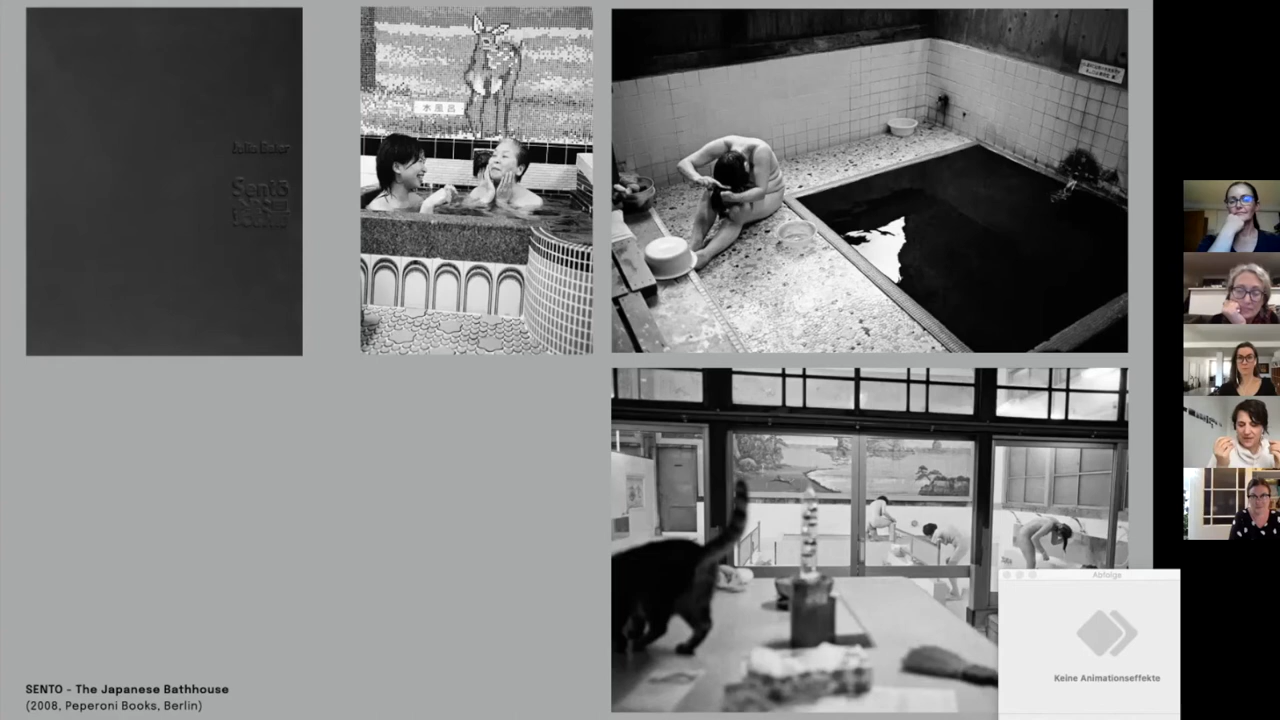 Julia Baier
Sentō
水風呂
SENTO - The Japanese Bathhouse
(2008, Peperoni Books, Berlin)
Abfolge
Keine Animationseffekte